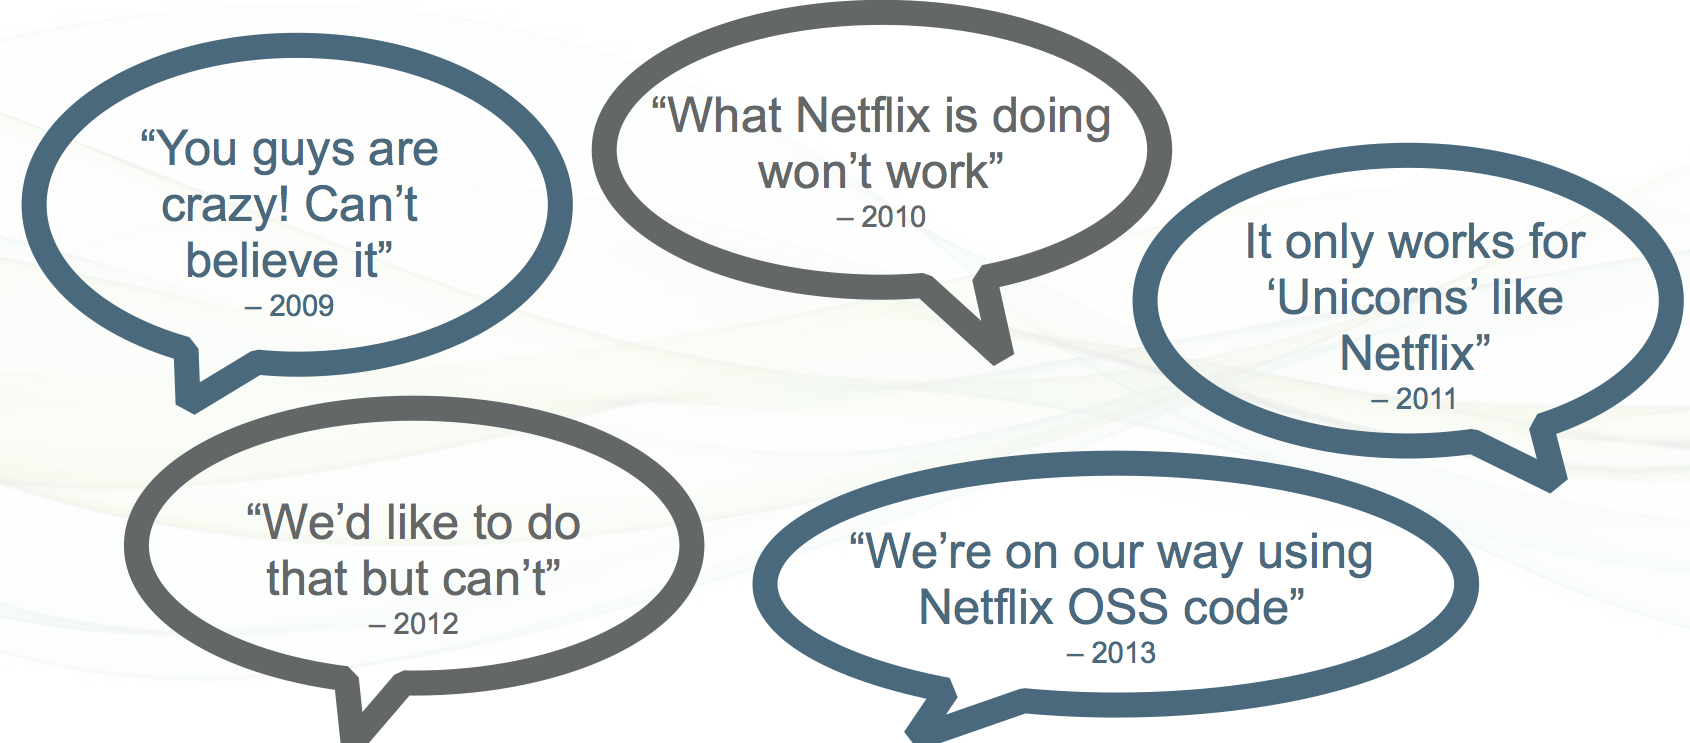 “You guys are
crazy! Can’t
believe it”
– 2009
“What Netflix is doing
won’t work”
– 2010
It only works for
‘Unicorns’ like
Netflix”
– 2011
“We’d like to do
that but can’t”
– 2012
“We’re on our way using
Netflix OSS code”
– 2013